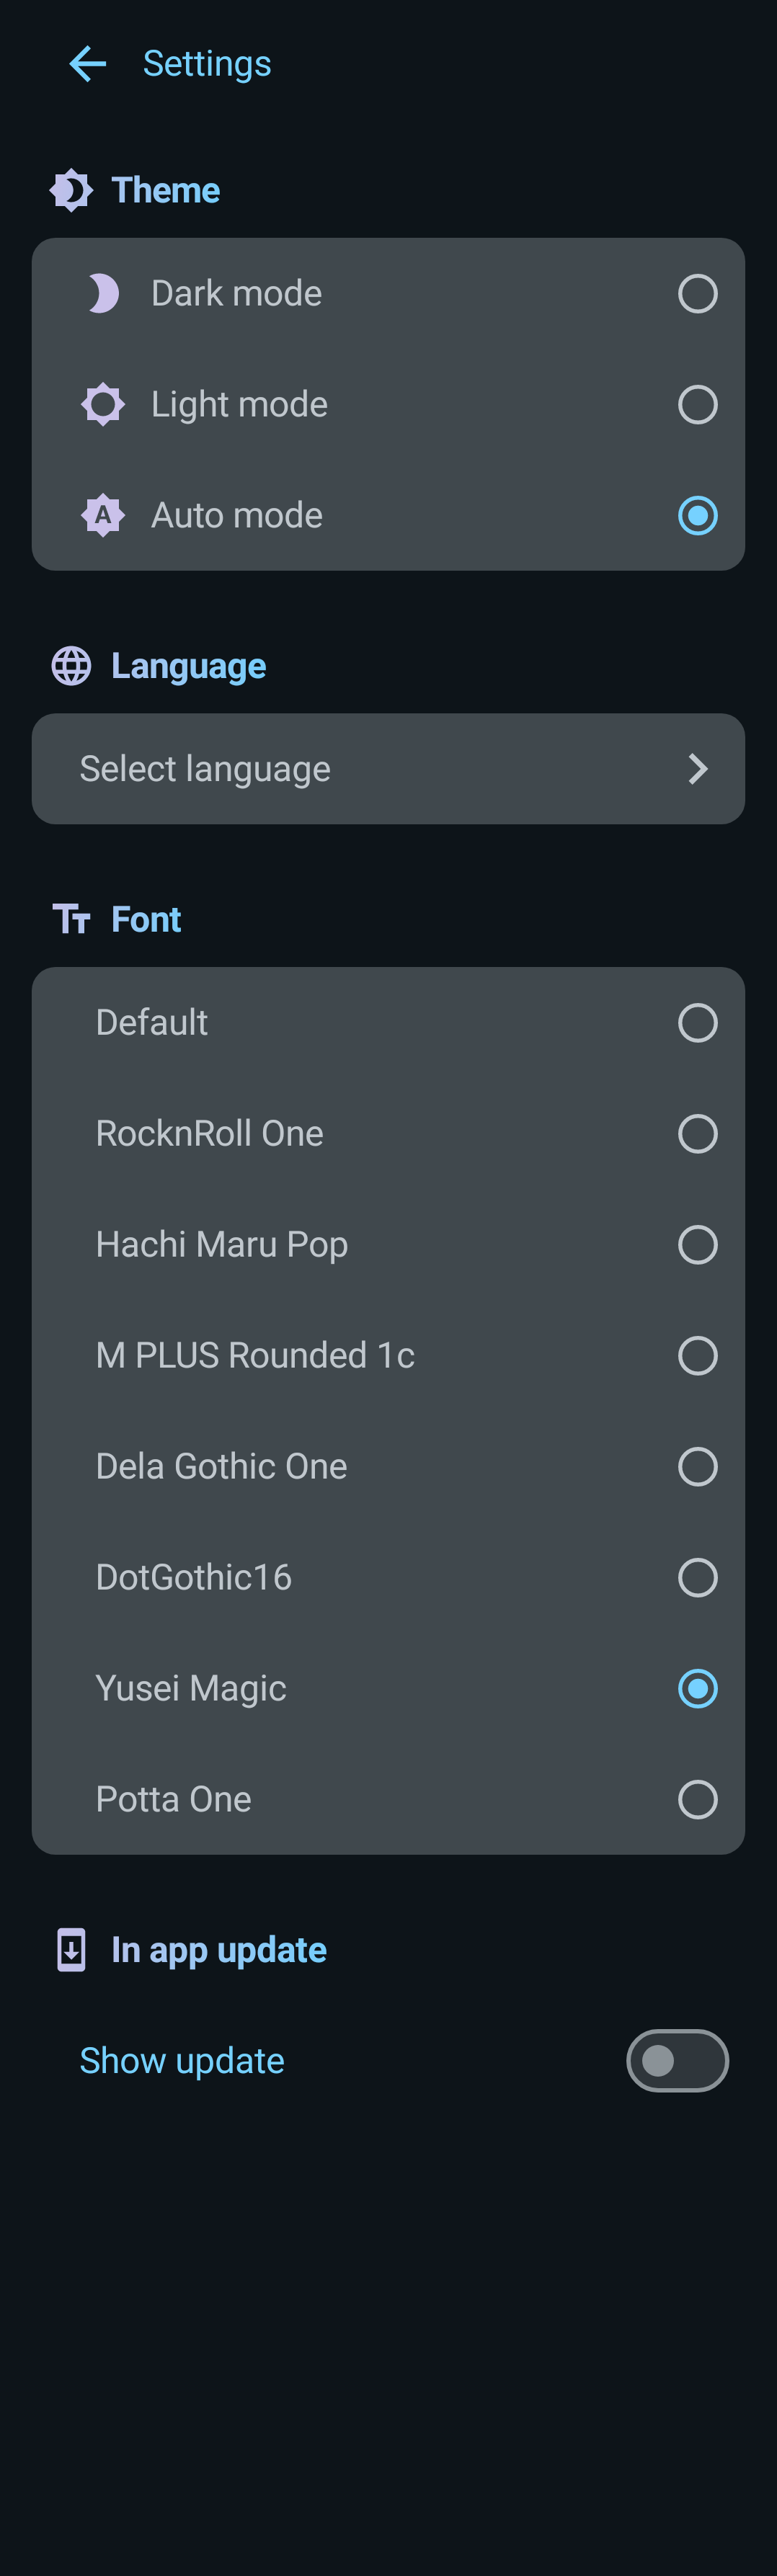 Settings
Theme
Dark mode
Light mode
A Auto mode
Language
Select language
Tt Font
Default
RocknRoll One
Hachi Maru Pop
M PLUS Rounded 1c
Dela Gothic One
DotGothic16
Yusei Magic
Potta One
In app update
Show update